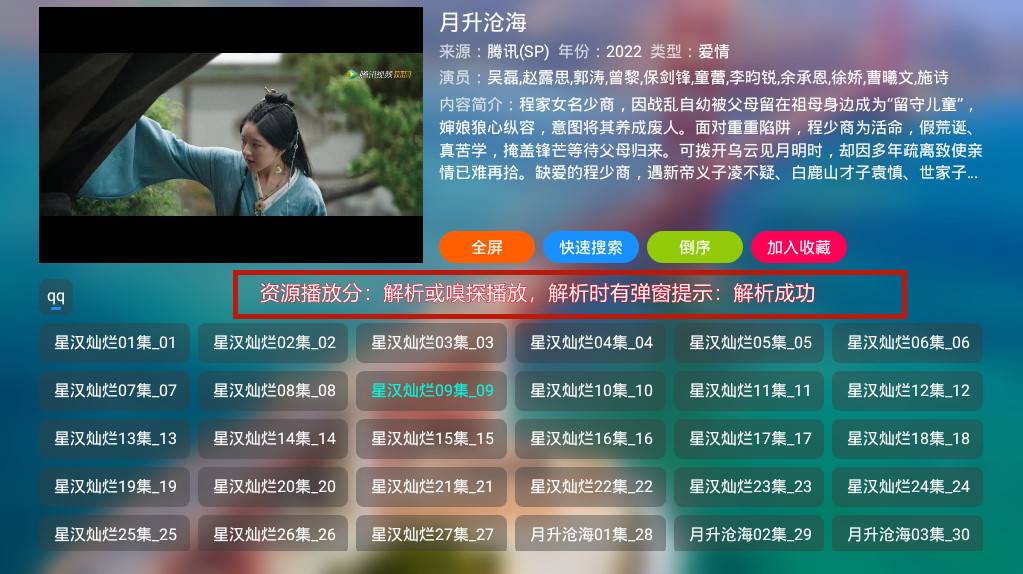 月升沧海
来源：腾讯(SP) 年份：2022 类型：爱情
演员：吴磊,赵露思,郭涛,曾黎,保剑锋,童蕾,李昀锐,余承恩,徐娇,曹曦文,施诗
内容简介：程家女名少商，因战乱自幼被父母留在祖母身边成为“留守儿童”，
婶娘狼心纵容，意图将其养成废人。面对重重陷阱，程少商为活命，假荒诞、
真苦学，掩盖锋芒等待父母归来。可拨开乌云见月明时，却因多年疏离致使亲
情已难再拾。缺爱的程少商，遇新帝义子凌不疑、白鹿山才子袁慎、世家子...
腾讯视频
全屏 快速搜索 倒序 加入收藏
qq
资源播放分：解析或嗅探播放，解析时有弹窗提示：解析成功
星汉灿烂01集_01 星汉灿烂02集_02 星汉灿烂03集_03 星汉灿烂04集_04 星汉灿烂05集_05 星汉灿烂06集_06
星汉灿烂07集_07 星汉灿烂08集_08 星汉灿烂09集_09 星汉灿烂10集_10 星汉灿烂11集_11 星汉灿烂12集_12
星汉灿烂13集_13 星汉灿烂14集_14 星汉灿烂15集_15 星汉灿烂16集_16 星汉灿烂17集_17 星汉灿烂18集_18
星汉灿烂19集_19 星汉灿烂20集_20 星汉灿烂21集_21 星汉灿烂22集_22 星汉灿烂23集_23 星汉灿烂24集_24
星汉灿烂25集_25 星汉灿烂26集_26 星汉灿烂27集_27 月升沧海01集_28 月升沧海02集_29 月升沧海03集_30